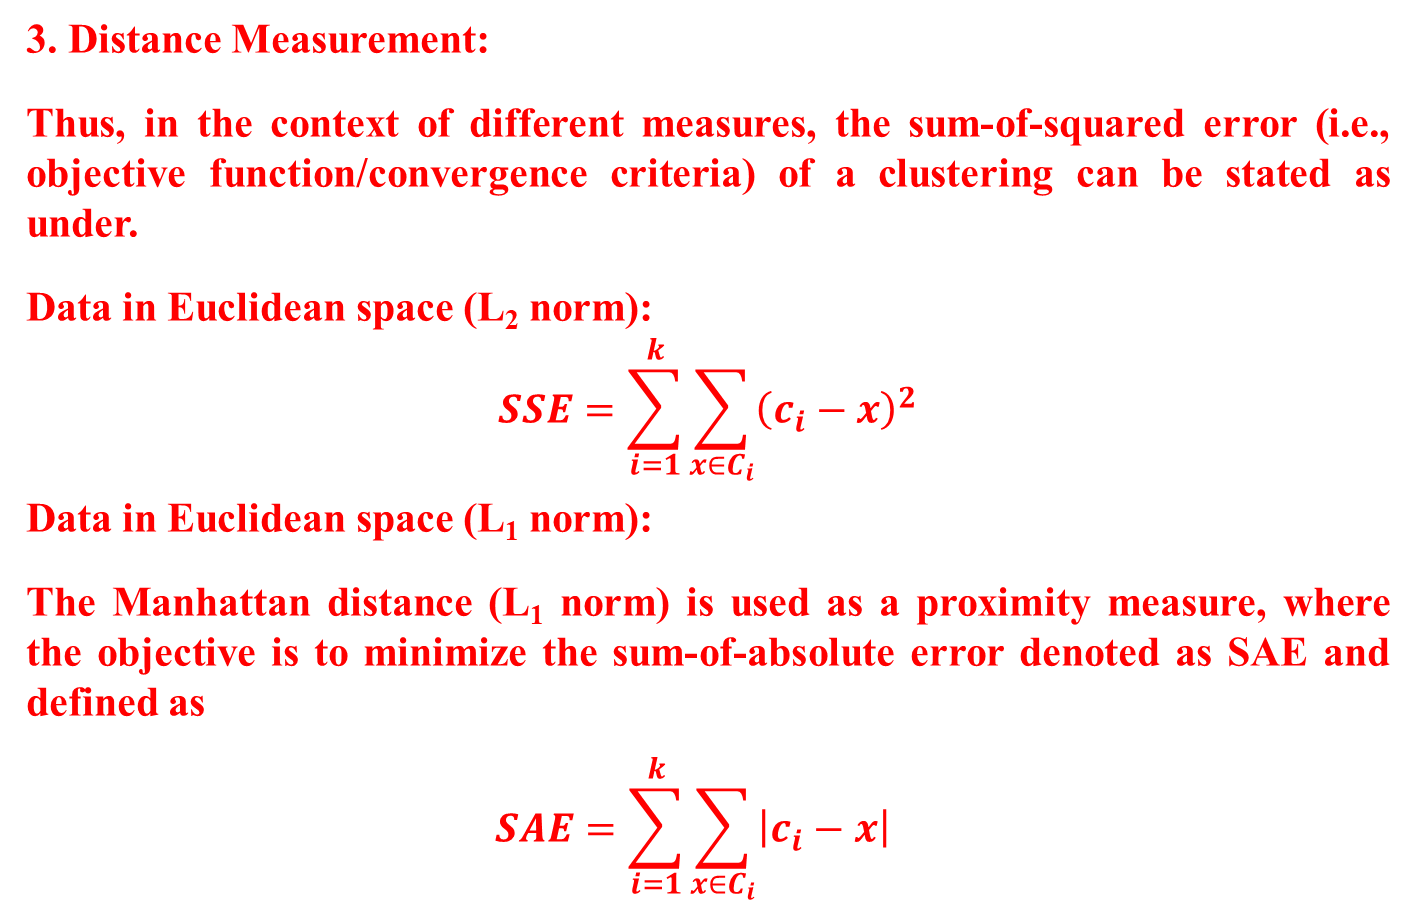 3. Distance Measurement:
Thus, in the context of different measures, the sum-of-squared error (i.e.,
objective function/convergence criteria) of a clustering can be stated as
under.
Data in Euclidean space (L₂ norm):
𝑺𝑺𝑬 = ∑_{i=1}^{k} ∑_{x∈C_i} (c_i − x)²
Data in Euclidean space (L₁ norm):
The Manhattan distance (L₁ norm) is used as a proximity measure, where
the objective is to minimize the sum-of-absolute error denoted as SAE and
defined as
𝑺𝑨𝑬 = ∑_{i=1}^{k} ∑_{x∈C_i} |c_i − x|